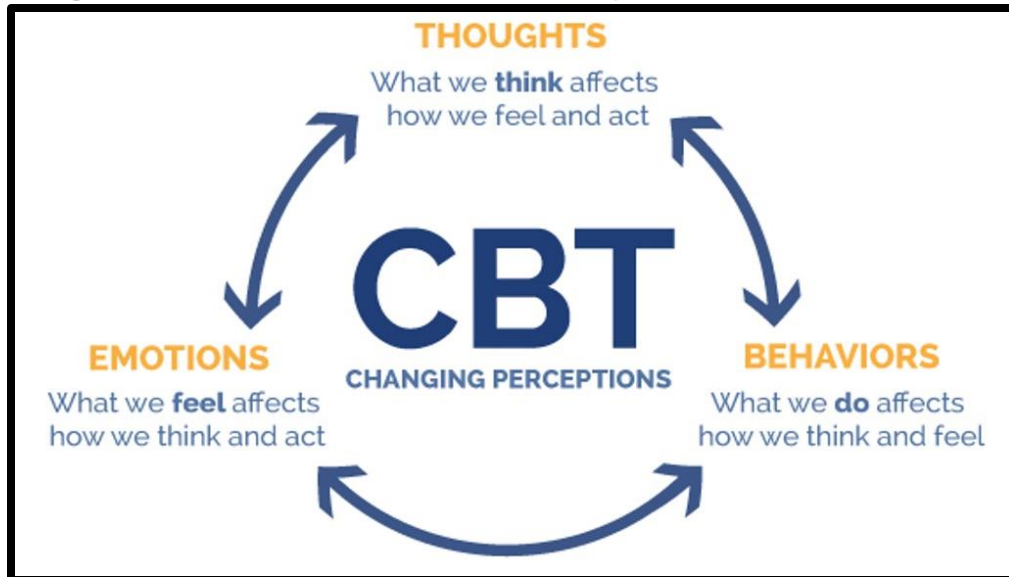 THOUGHTS
What we think affects
how we feel and act
CBT
CHANGING PERCEPTIONS
EMOTIONS
What we feel affects
how we think and act
BEHAVIORS
What we do affects
how we think and feel